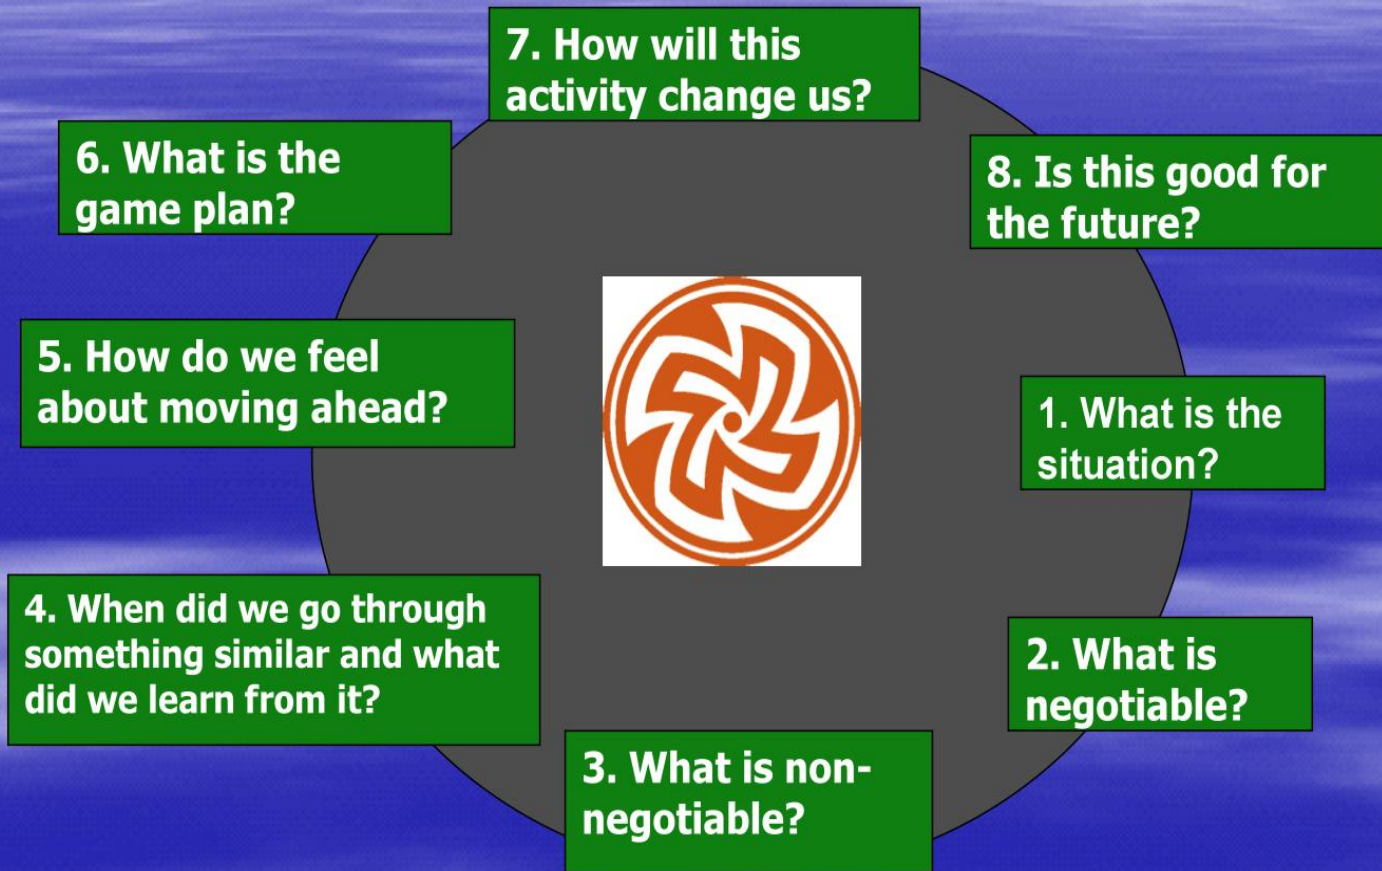 7. How will this
activity change us?
6. What is the
game plan?
8. Is this good for
the future?
5. How do we feel
about moving ahead?
1. What is the
situation?
4. When did we go through
something similar and what
did we learn from it?
2. What is
negotiable?
3. What is non-
negotiable?